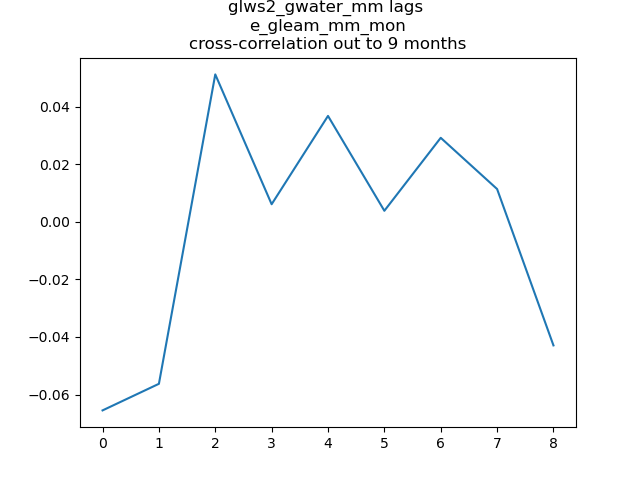 glws2_gwater_mm lags
e_gleam_mm_mon
cross-correlation out to 9 months
0.04
0.02
0.00
−0.02
−0.04
−0.06
0 1 2 3 4 5 6 7 8